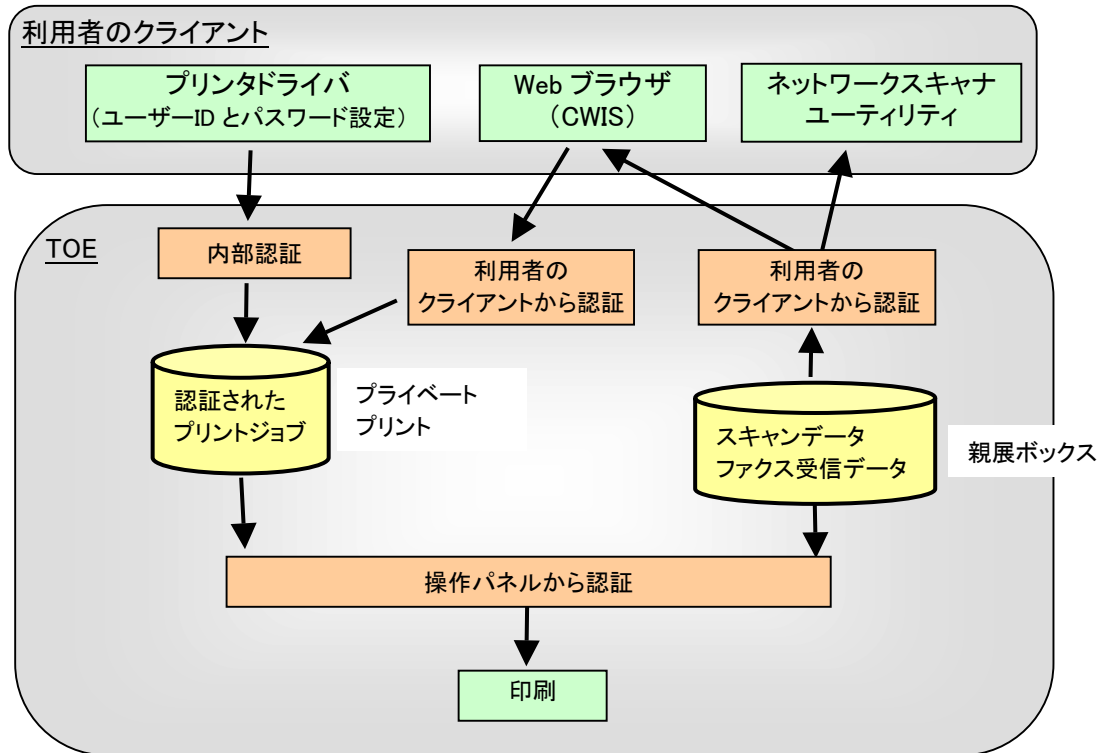 利用者のクライアント
プリンタドライバ
（ユーザーID とパスワード設定）
Web ブラウザ
（CWIS）
ネットワークスキャナ
ユーティリティ
TOE
内部認証
利用者の
クライアントから認証
利用者の
クライアントから認証
認証された
プリントジョブ
プライベート
プリント
スキャンデータ
ファクス受信データ
親展ボックス
操作パネルから認証
印刷